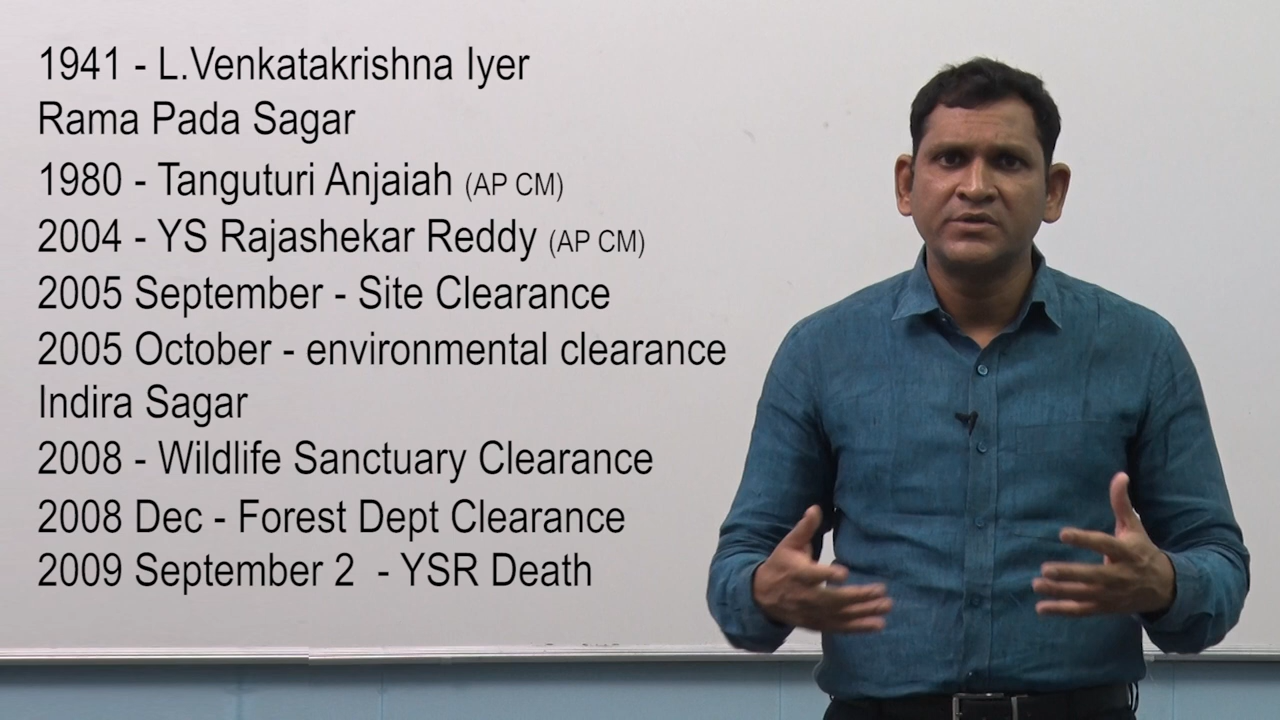 1941 - L.Venkatakrishna Iyer
Rama Pada Sagar
1980 - Tanguturi Anjaiah (AP CM)
2004 - YS Rajashekar Reddy (AP CM)
2005 September - Site Clearance
2005 October - environmental clearance
Indira Sagar
2008 - Wildlife Sanctuary Clearance
2008 Dec - Forest Dept Clearance
2009 September 2 - YSR Death